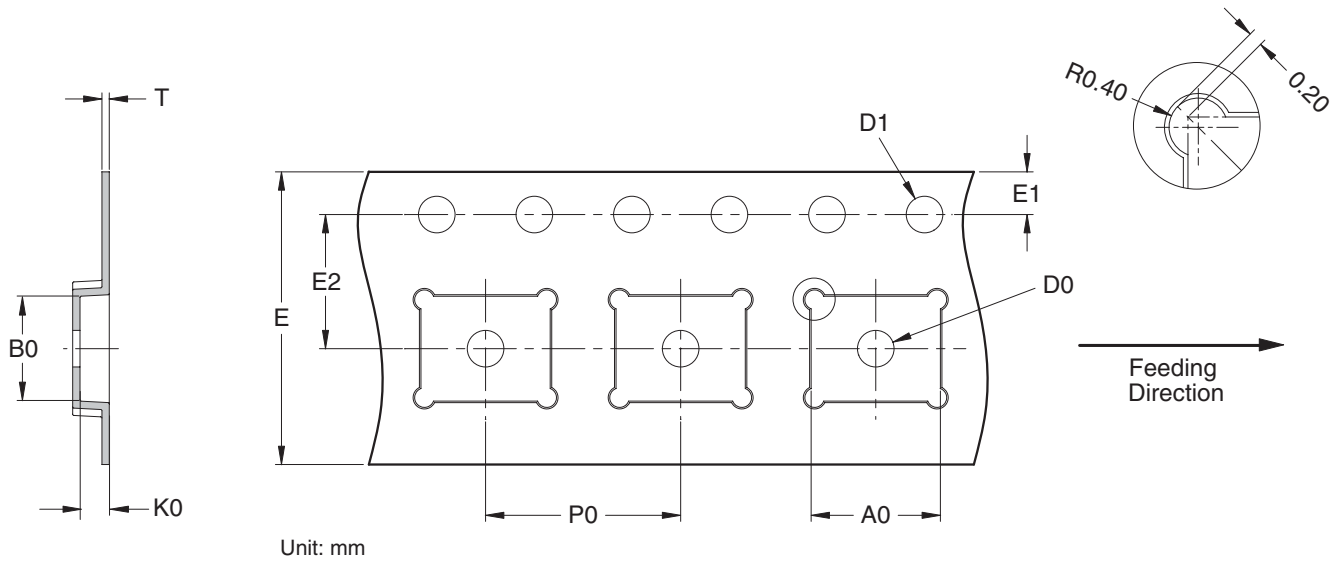 T
D1
E1
R0.40
0.20
E2
E
D0
B0
Feeding
Direction
K0
P0
A0
Unit: mm